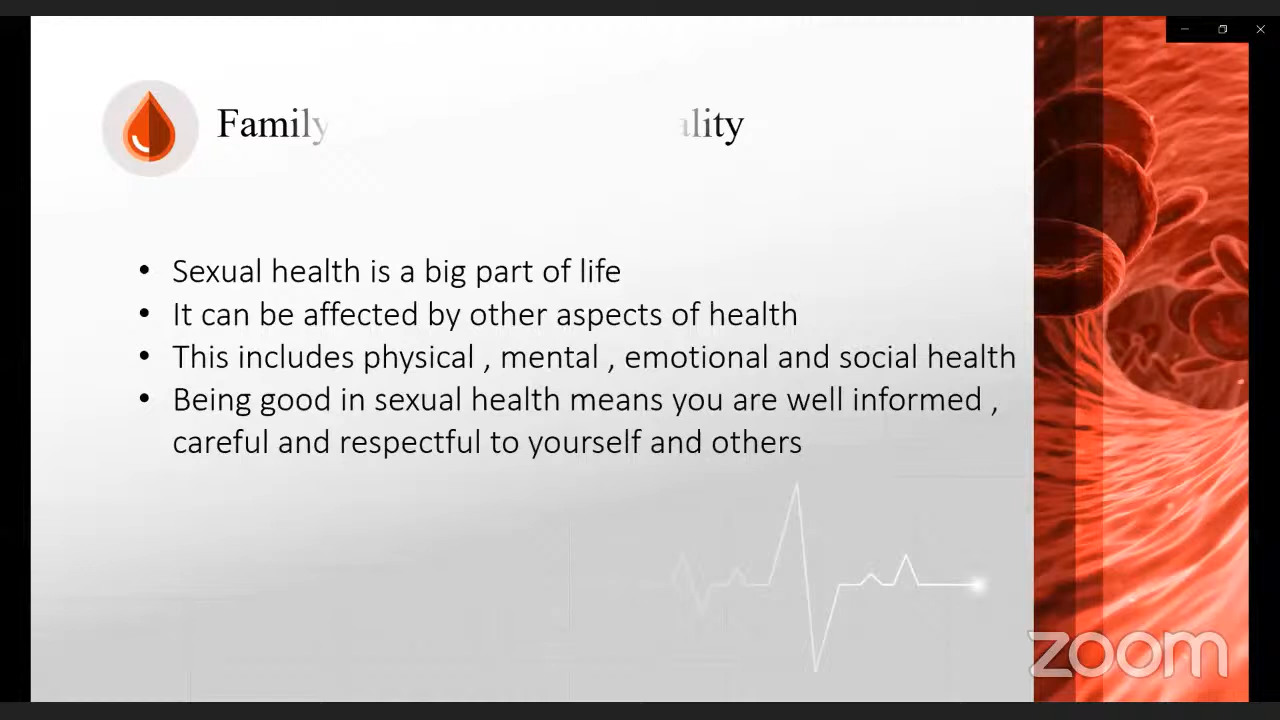 Family
• Sexual health is a big part of life
• It can be affected by other aspects of health
• This includes physical , mental , emotional and social health
• Being good in sexual health means you are well informed ,
careful and respectful to yourself and others
zoom